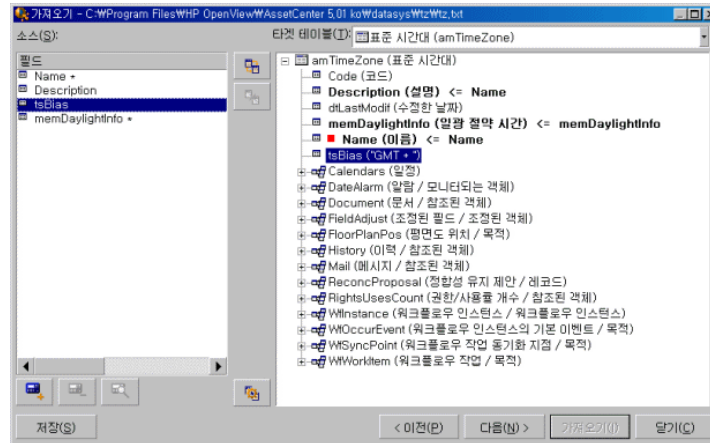 가져오기 - C:₩Program Files₩HP OpenView₩AssetCenter 5,01 ko₩datasys₩tz₩tz,txt
소스(S):
타겟 테이블(T): 표준 시간대 (amTimeZone)
필드
Name *
Description
tsBias
memDaylightInfo *
amTimeZone (표준 시간대)
Code (코드)
Description (설명) <= Name
dtLastModif (수정한 날짜)
memDaylightInfo (일광 절약 시간) <= memDaylightInfo
Name (이름) <= Name
tsBias ("GMT + ")
Calendars (일정)
DateAlarm (알람 / 모니터되는 객체)
Document (문서 / 참조된 객체)
FieldAdjust (조정된 필드 / 조정된 객체)
FloorPlanPos (평면도 위치 / 목적)
History (이력 / 참조된 객체)
Mail (메시지 / 참조된 객체)
ReconcProposal (정합성 유지 제안 / 레코드)
RightsUsesCount (권한/사용률 개수 / 참조된 객체)
WfInstance (워크플로우 인스턴스 / 워크플로우 인스턴스)
WfOccurEvent (워크플로우 인스턴스의 기본 이벤트 / 목적)
WfSyncPoint (워크플로우 작업 동기화 지점 / 목적)
WfWorkItem (워크플로우 작업 / 목적)
저장(S)
< 이전(P)
다음(N) >
가져오기(I)
닫기(C)